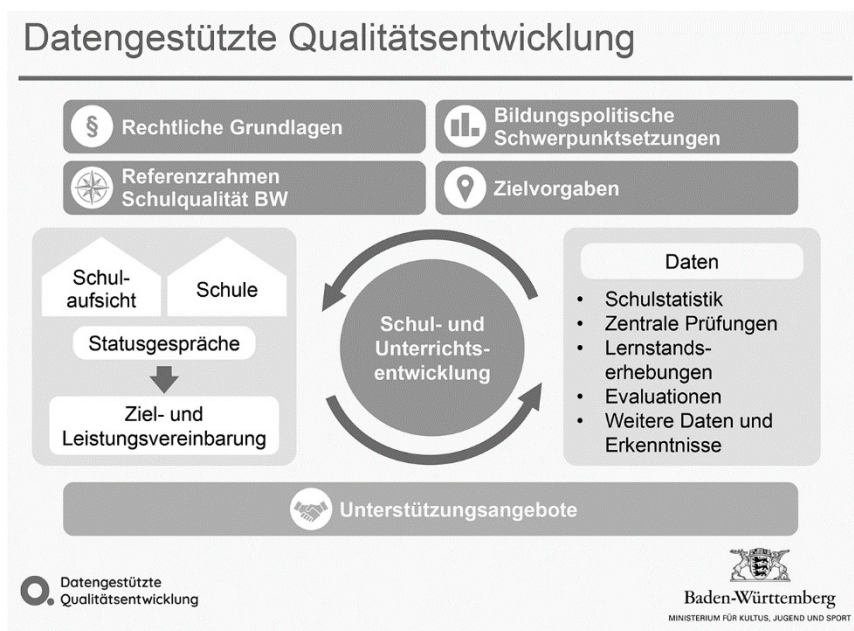 Datengestützte Qualitätsentwicklung
§ Rechtliche Grundlagen
Bildungspolitische
Schwerpunktsetzungen
Referenzrahmen
Schulqualität BW
Zielvorgaben
Schul-
aufsicht
Schule
Statusgespräche
Ziel- und
Leistungsvereinbarung
Schul- und
Unterrichts-
entwicklung
Daten
• Schulstatistik
• Zentrale Prüfungen
• Lernstands-
erhebungen
• Evaluationen
• Weitere Daten und
Erkenntnisse
Unterstützungsangebote
Datengestützte
Qualitätsentwicklung
Baden-Württemberg
MINISTERIUM FÜR KULTUS, JUGEND UND SPORT